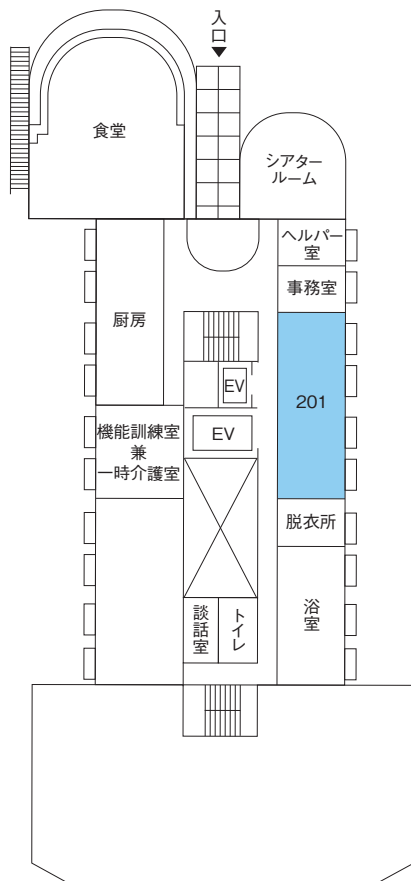 入口
食堂
シアター
ルーム
ヘルパー
室
事務室
厨房
201
EV
EV
機能訓練室
兼
一時介護室
脱衣所
談話室
トイレ
浴室